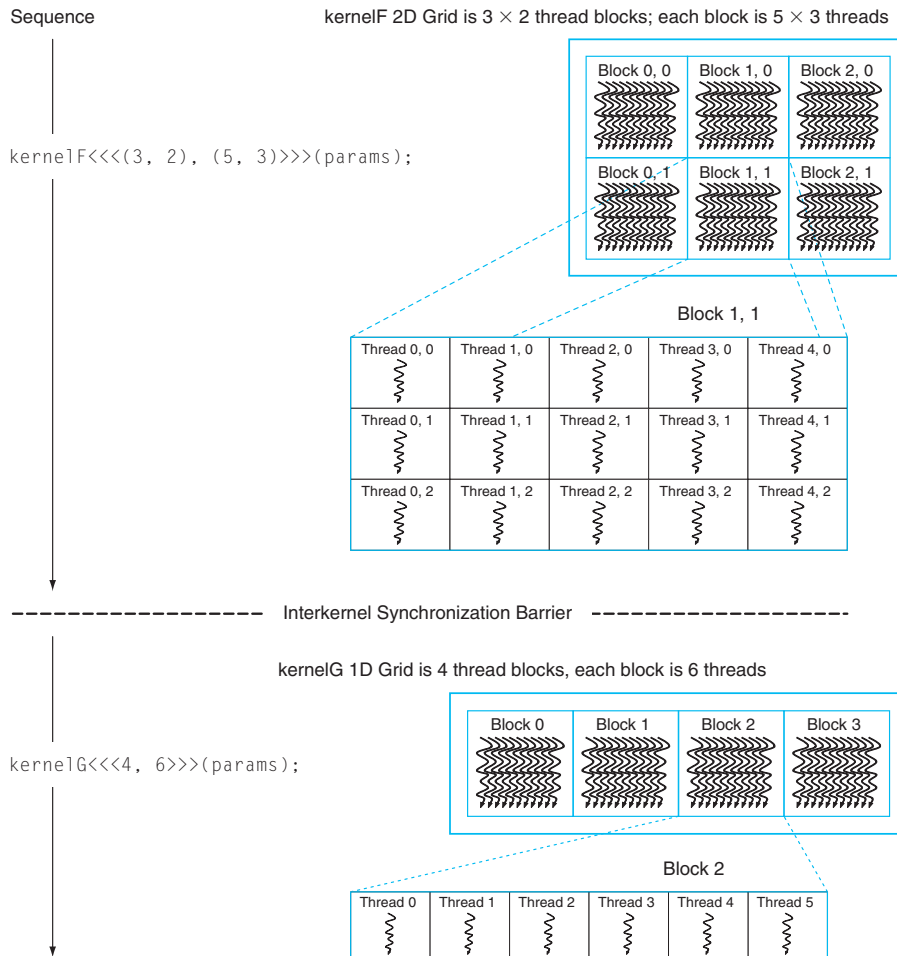 Sequence
kernelF 2D Grid is 3 × 2 thread blocks; each block is 5 × 3 threads
Block 0, 0 Block 1, 0 Block 2, 0
kernelF<<<(3, 2), (5, 3)>>>(params);
Block 0, 1 Block 1, 1 Block 2, 1
Block 1, 1
Thread 0, 0 Thread 1, 0 Thread 2, 0 Thread 3, 0 Thread 4, 0
Thread 0, 1 Thread 1, 1 Thread 2, 1 Thread 3, 1 Thread 4, 1
Thread 0, 2 Thread 1, 2 Thread 2, 2 Thread 3, 2 Thread 4, 2
Interkernel Synchronization Barrier
kernelG 1D Grid is 4 thread blocks, each block is 6 threads
Block 0 Block 1 Block 2 Block 3
kernelG<<<4, 6>>>(params);
Block 2
Thread 0 Thread 1 Thread 2 Thread 3 Thread 4 Thread 5